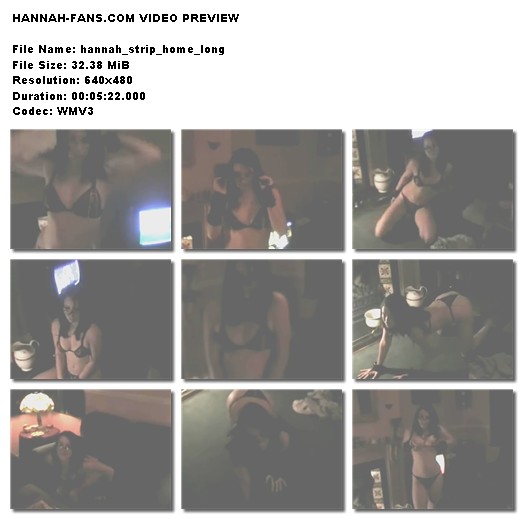 HANNAH-FANS.COM VIDEO PREVIEW
File Name: hannah_strip_home_long
File Size: 32.38 MiB
Resolution: 640x480
Duration: 00:05:22.000
Codec: WMV3